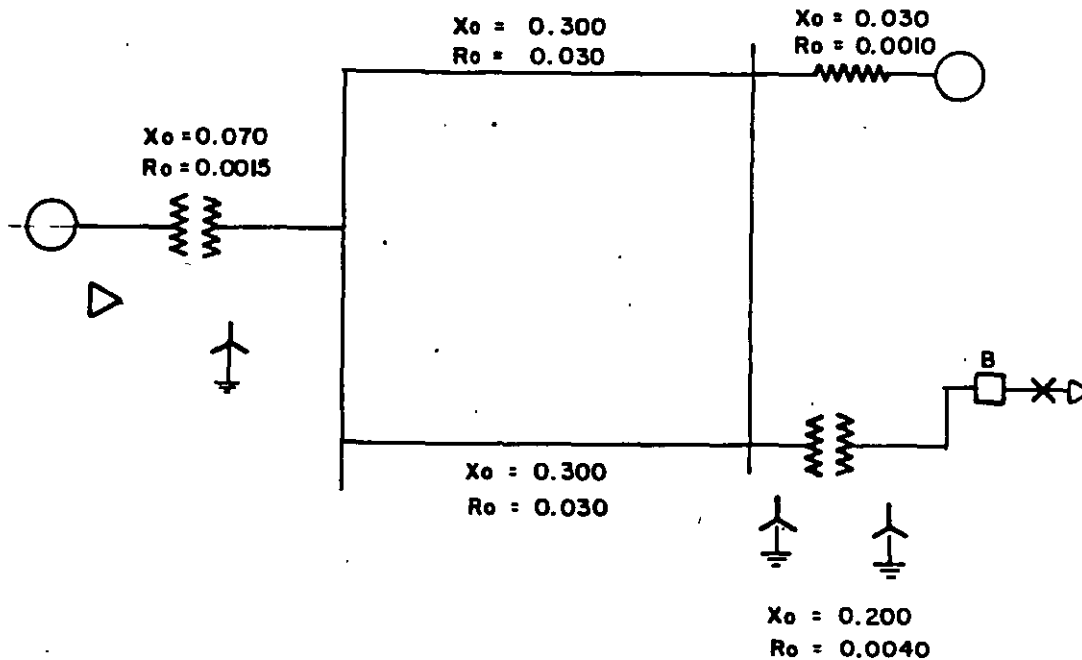 Xo = 0.300
Ro = 0.030
Xo = 0.030
Ro = 0.0010
Xo = 0.070
Ro = 0.0015
B
Xo = 0.300
Ro = 0.030
Xo = 0.200
Ro = 0.0040